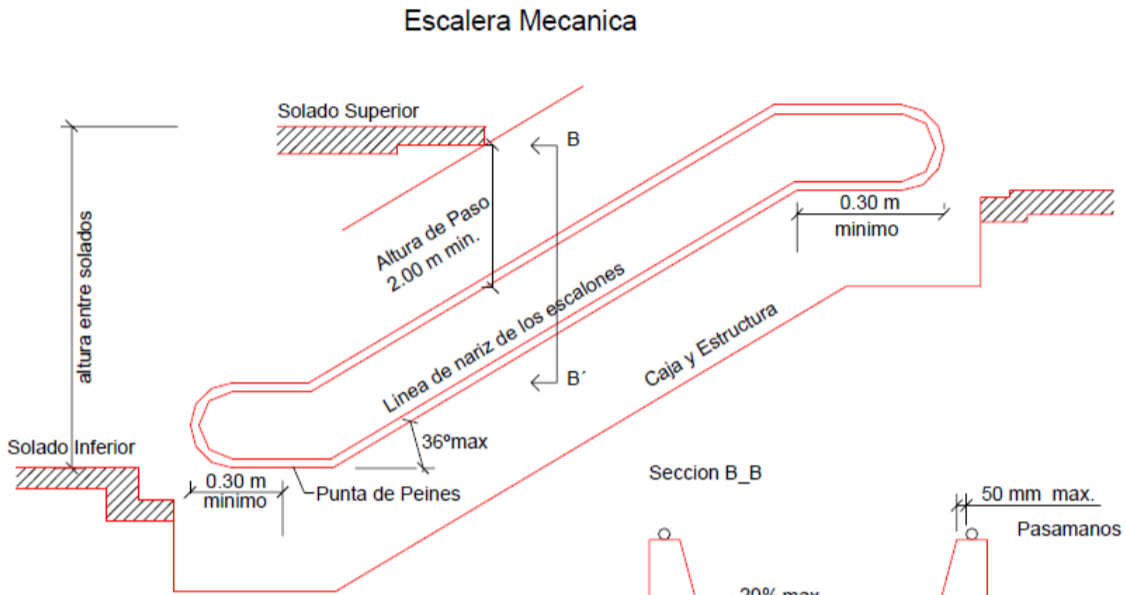 Escalera Mecanica
Solado Superior
B
altura entre solados
Altura de Paso
2.00 m min.
0.30 m
minimo
Linea de nariz de los escalones
Caja y Estructura
B´
36ºmax
Solado Inferior
0.30 m
minimo
Punta de Peines
Seccion B_B
50 mm max.
Pasamanos
20% max